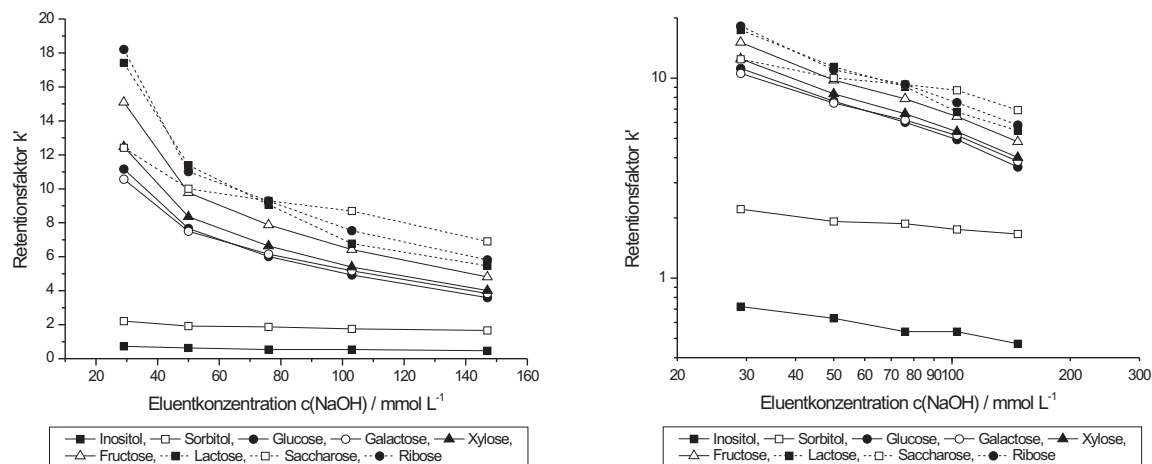 20
18
16
14
12
10
8
6
4
2
0
Retentionsfaktor k'
20 40 60 80 100 120 140 160
Eluentkonzentration c(NaOH) / mmol L⁻¹
Inositol, Sorbitol, Glucose, Galactose, Xylose,
Fructose, Lactose, Saccharose, Ribose
10
1
Retentionsfaktor k'
20 30 40 50 60 70 80 90 100 200 300
Eluentkonzentration c(NaOH) / mmol L⁻¹
Inositol, Sorbitol, Glucose, Galactose, Xylose,
Fructose, Lactose, Saccharose, Ribose